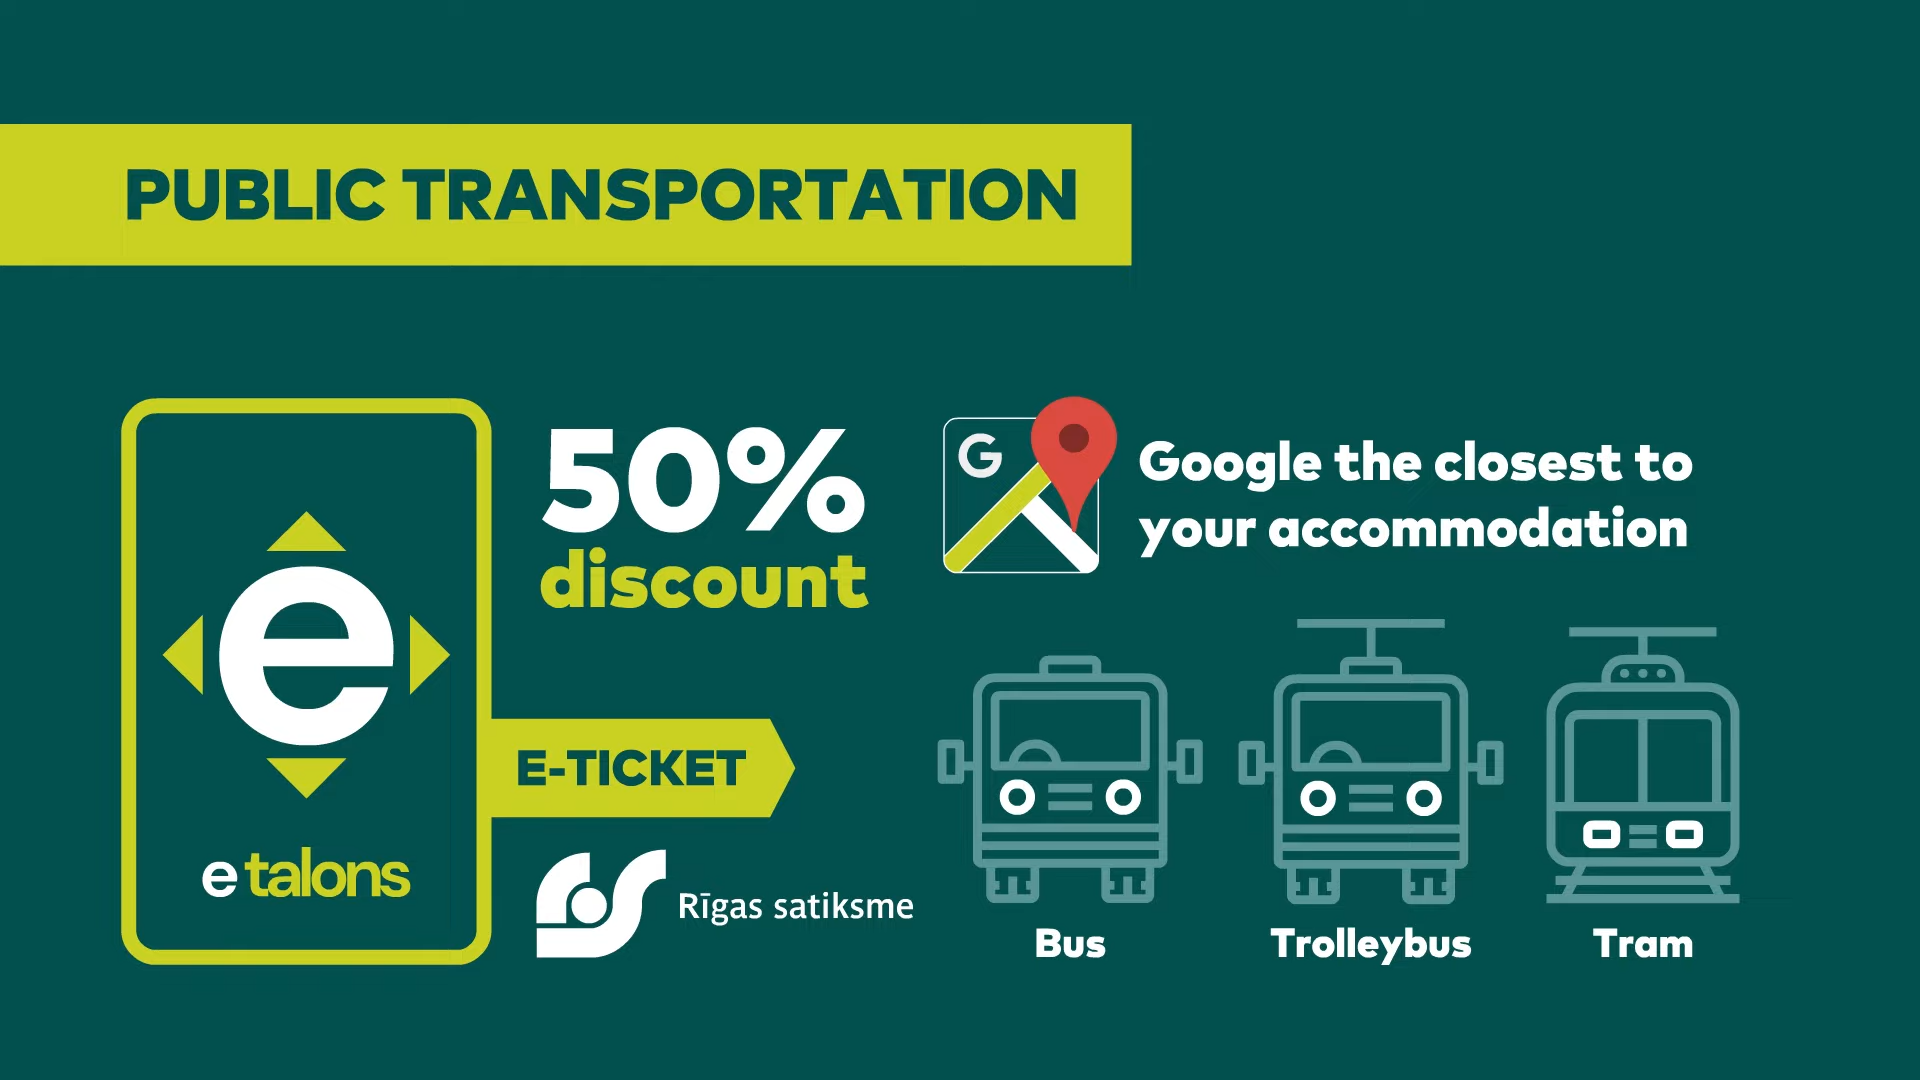 PUBLIC TRANSPORTATION
e
e talons
50%
discount
E-TICKET
Rīgas satiksme
G
Google the closest to
your accommodation
Bus
Trolleybus
Tram